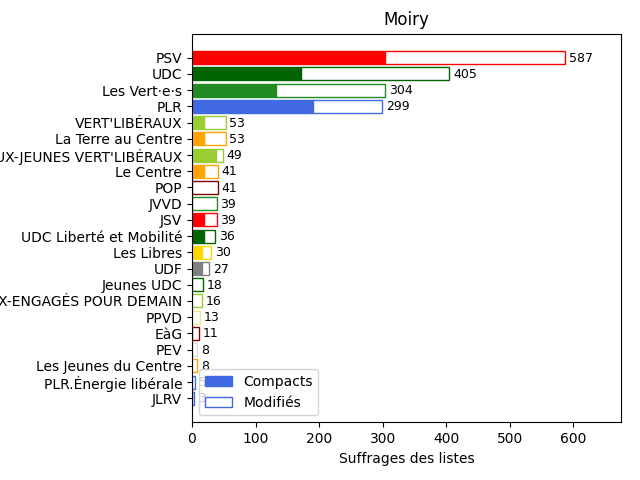 Moiry
PSV 587
UDC 405
Les Vert·e·s 304
PLR 299
VERT'LIBÉRAUX 53
La Terre au Centre 53
UX-JEUNES VERT'LIBÉRAUX 49
Le Centre 41
POP 41
JVVD 39
JSV 39
UDC Liberté et Mobilité 36
Les Libres 30
UDF 27
Jeunes UDC 18
X-ENGAGÉS POUR DEMAIN 16
PPVD 13
EàG 11
PEV 8
Les Jeunes du Centre 8
PLR.Énergie libérale
JLRV
Compacts
Modifiés
0 100 200 300 400 500 600
Suffrages des listes